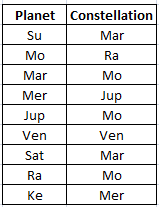 Planet Constellation
Su Mar
Mo Ra
Mar Mo
Mer Jup
Jup Mo
Ven Ven
Sat Mar
Ra Mo
Ke Mer